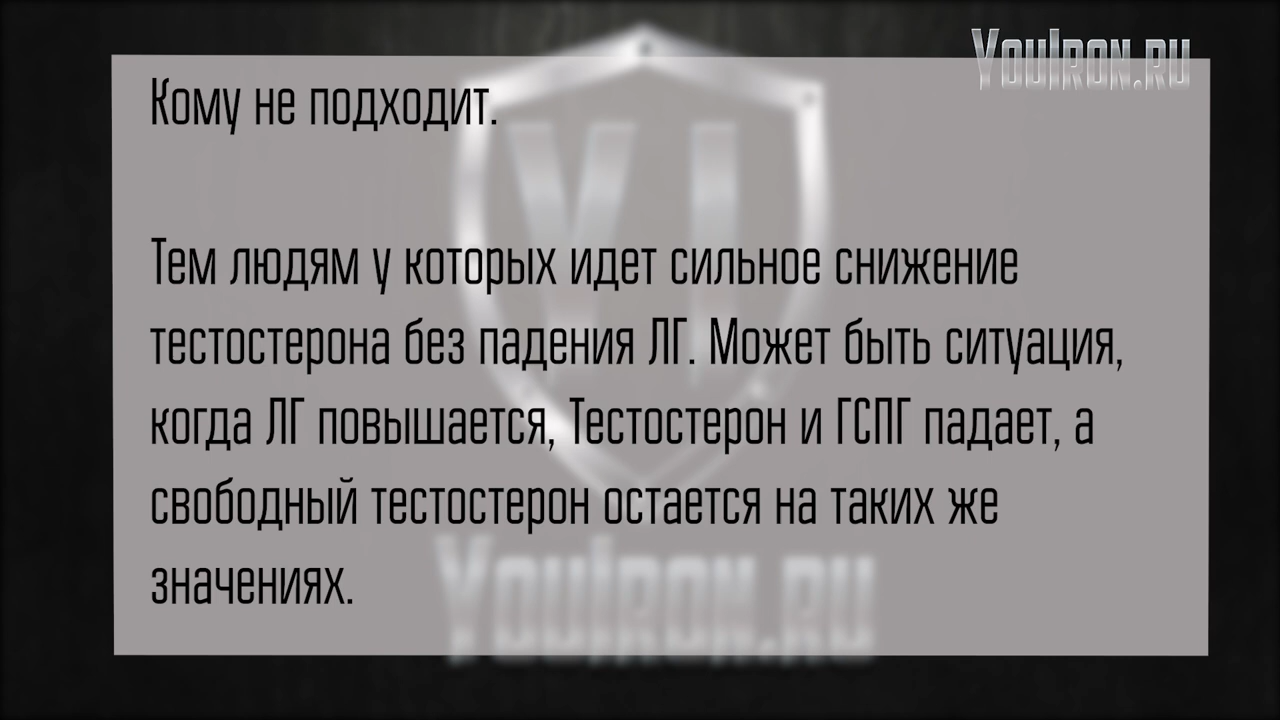 YouIron.ru
Кому не подходит.
Тем людям у которых идет сильное снижение
тестостерона без падения ЛГ. Может быть ситуация,
когда ЛГ повышается, Тестостерон и ГСПГ падает, а
свободный тестостерон остается на таких же
значениях.
YI
YouIron.ru